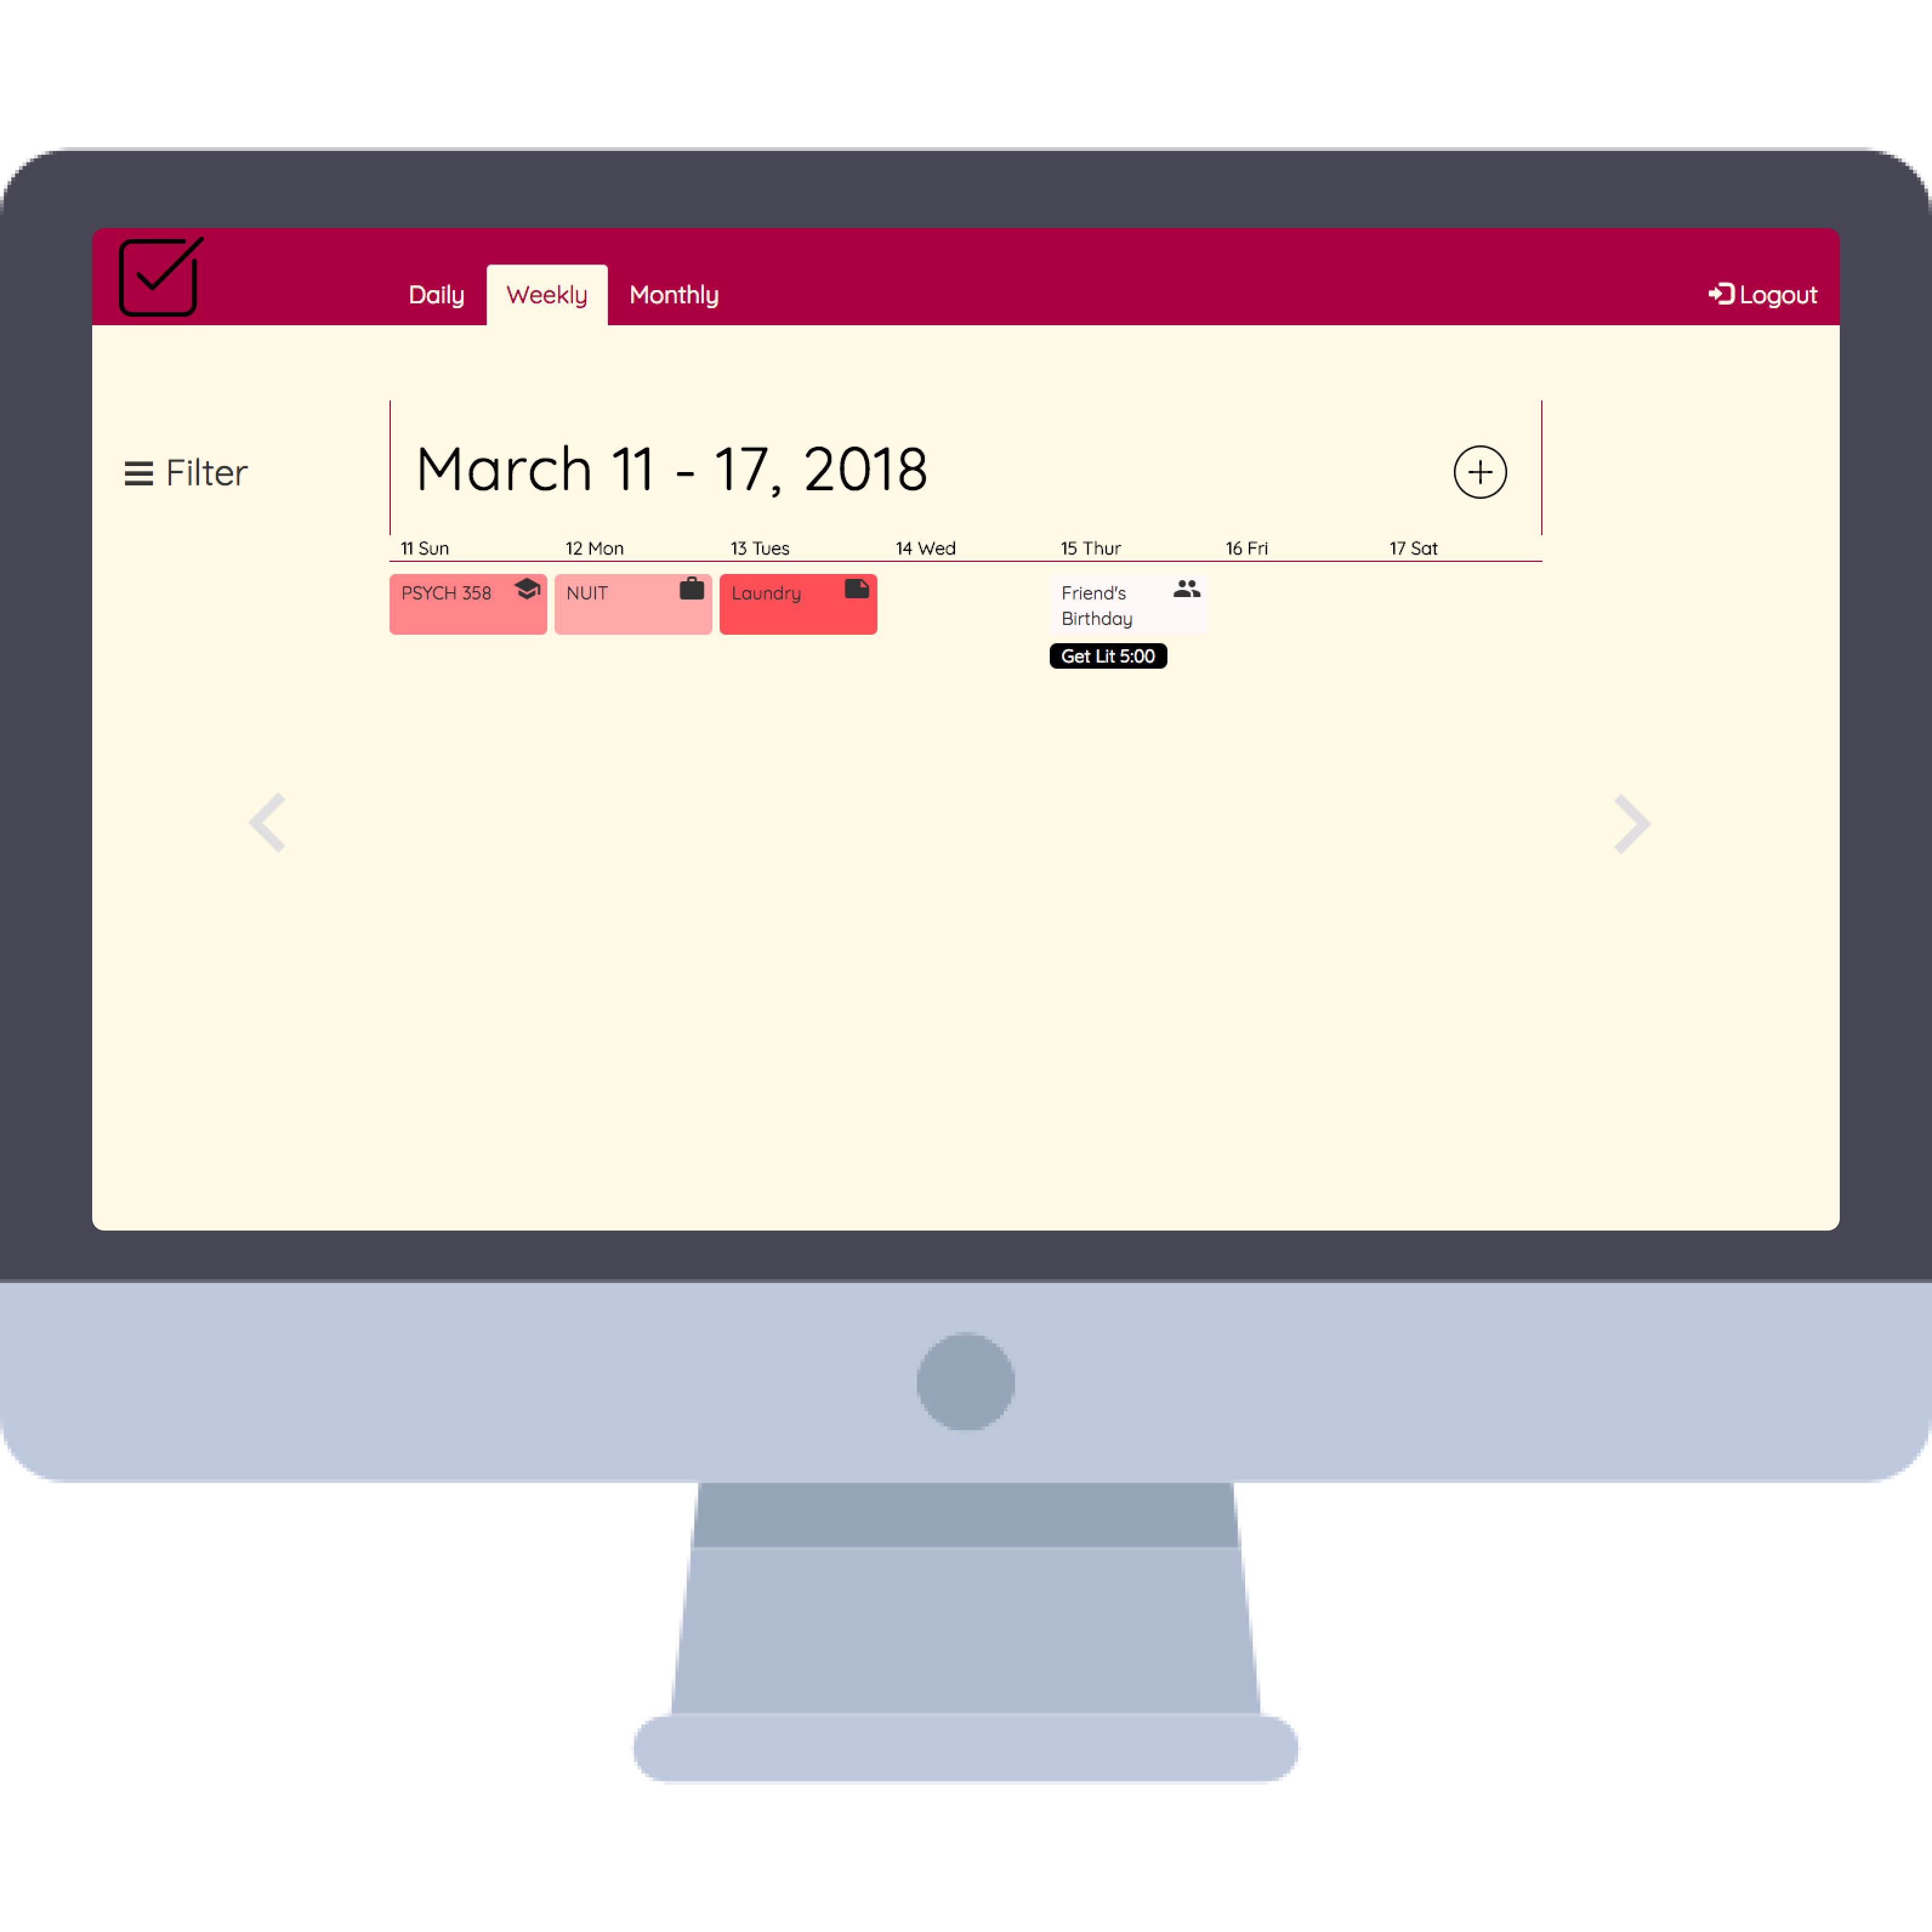 Daily Weekly Monthly Logout
Filter
March 11 - 17, 2018
11 Sun 12 Mon 13 Tues 14 Wed 15 Thur 16 Fri 17 Sat
PSYCH 358 NUIT Laundry Friend's
Birthday
Get Lit 5:00